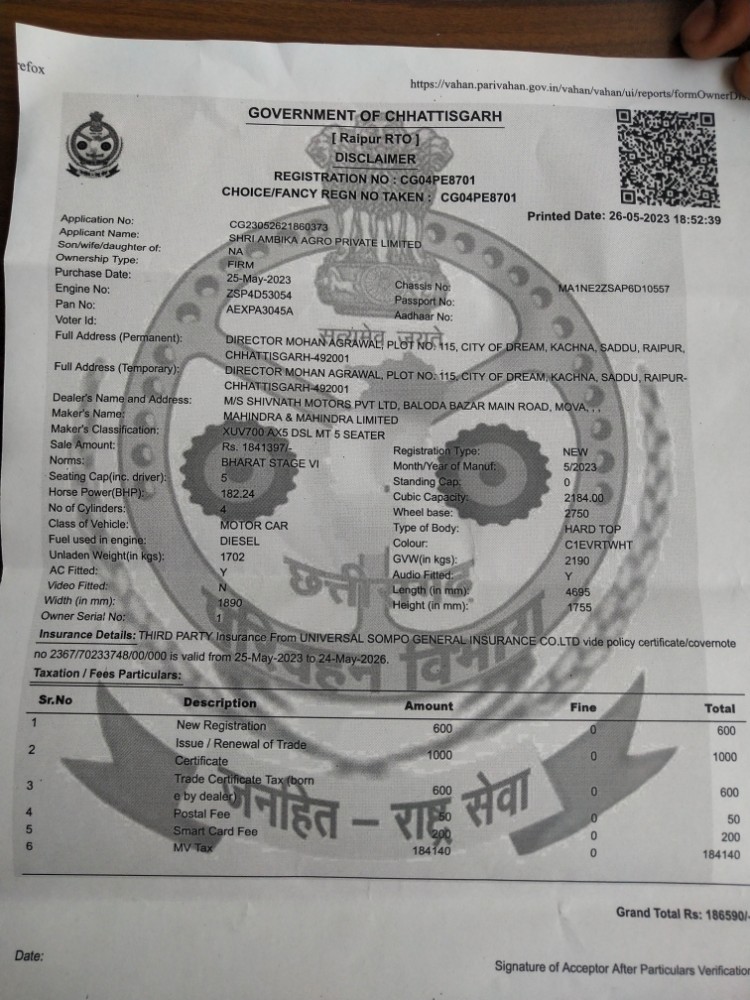 refox
https://vahan.parivahan.gov.in/vahan/vahan/ui/reports/formOwnerDi
GOVERNMENT OF CHHATTISGARH
[ Raipur RTO ]
DISCLAIMER
REGISTRATION NO : CG04PE8701
CHOICE/FANCY REGN NO TAKEN : CG04PE8701
Printed Date: 26-05-2023 18:52:39
Application No: CG23052621860373
Applicant Name: SHRI AMBIKA AGRO PRIVATE LIMITED
Son/wife/daughter of: NA
Ownership Type: FIRM
Purchase Date: 25-May-2023 Chassis No: MA1NE2ZSAP6D10557
Engine No: ZSP4D53054 Passport No:
Pan No: AEXPA3045A Aadhaar No:
Voter Id:
सत्यमेव जयते
Full Address (Permanent): DIRECTOR MOHAN AGRAWAL, PLOT NO. 115, CITY OF DREAM, KACHNA, SADDU, RAIPUR,
CHHATTISGARH-492001
Full Address (Temporary): DIRECTOR MOHAN AGRAWAL, PLOT NO. 115, CITY OF DREAM, KACHNA, SADDU, RAIPUR-
CHHATTISGARH-492001
Dealer's Name and Address: M/S SHIVNATH MOTORS PVT LTD, BALODA BAZAR MAIN ROAD, MOVA, , ,
Maker's Name: MAHINDRA & MAHINDRA LIMITED
Maker's Classification: XUV700 AX5 DSL MT 5 SEATER
Sale Amount: Rs. 1841397/- Registration Type: NEW
Norms: BHARAT STAGE VI Month/Year of Manuf: 5/2023
Seating Cap(inc. driver): 5 Standing Cap: 0
Horse Power(BHP): 182.24 Cubic Capacity: 2184.00
No of Cylinders: 4 Wheel base: 2750
Class of Vehicle: MOTOR CAR Type of Body: HARD TOP
Fuel used in engine: DIESEL Colour: C1EVRTWHT
Unladen Weight(in kgs): 1702 GVW(in kgs): 2190
AC Fitted: Y Audio Fitted: Y
Video Fitted: N Length (in mm): 4695
Width (in mm): 1890 Height (in mm): 1755
Owner Serial No: 1
छत्तीसगढ़
परिवहन विभाग
Insurance Details: THIRD PARTY Insurance From UNIVERSAL SOMPO GENERAL INSURANCE CO.LTD vide policy certificate/covernote
no 2367/70233748/00/000 is valid from 25-May-2023 to 24-May-2026.
Taxation / Fees Particulars:
Sr.No Description Amount Fine Total
1 New Registration 600 0 600
2 Issue / Renewal of Trade
Certificate 1000 0 1000
3 Trade Certificate Tax (born
e by dealer) 600 0 600
4 Postal Fee 50 0 50
5 Smart Card Fee 200 0 200
6 MV Tax 184140 0 184140
जनहित – राष्ट्र सेवा
Grand Total Rs: 186590/-
Date:
Signature of Acceptor After Particulars Verification